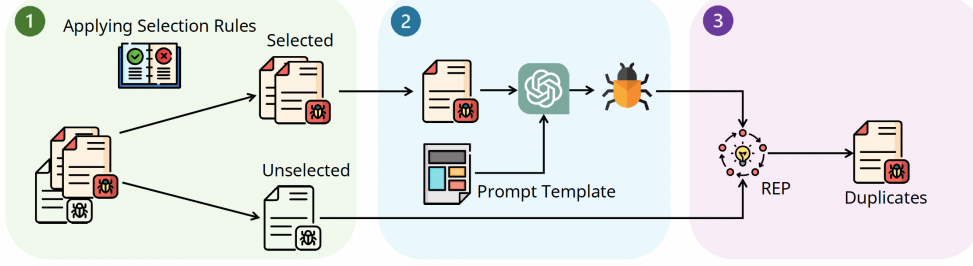 1
Applying Selection Rules
Selected
Unselected
2
Prompt Template
3
REP
Duplicates